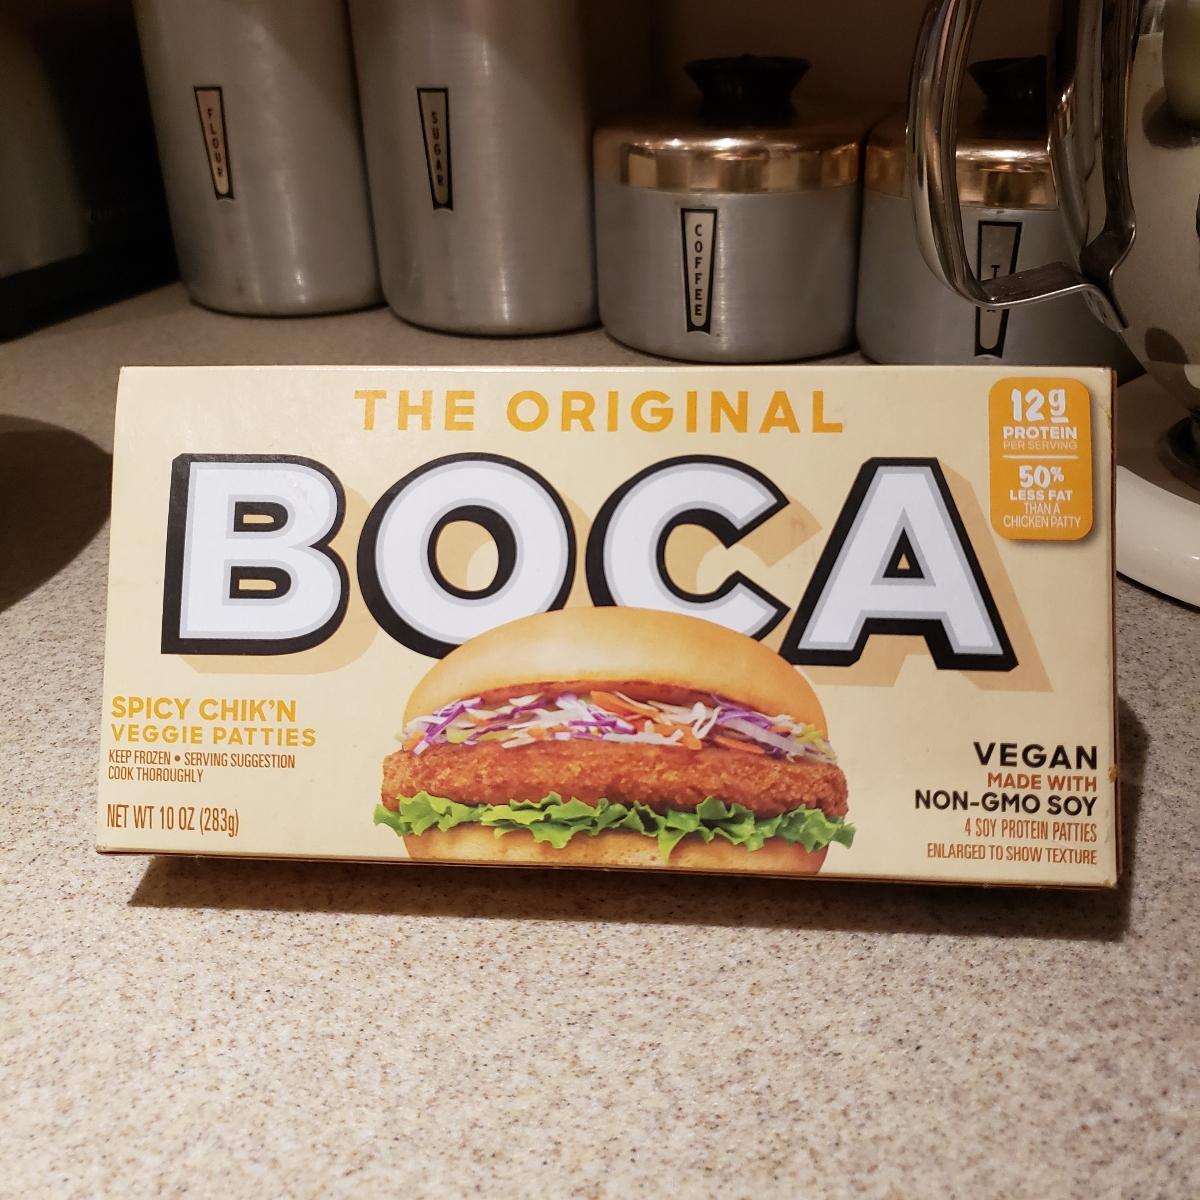 FLOUR
SUGAR
COFFEE
THE ORIGINAL
BOCA
12g
PROTEIN
PER SERVING
50%
LESS FAT
THAN A
CHICKEN PATTY
SPICY CHIK'N
VEGGIE PATTIES
KEEP FROZEN • SERVING SUGGESTION
COOK THOROUGHLY
NET WT 10 OZ (283g)
VEGAN
MADE WITH
NON-GMO SOY
4 SOY PROTEIN PATTIES
ENLARGED TO SHOW TEXTURE